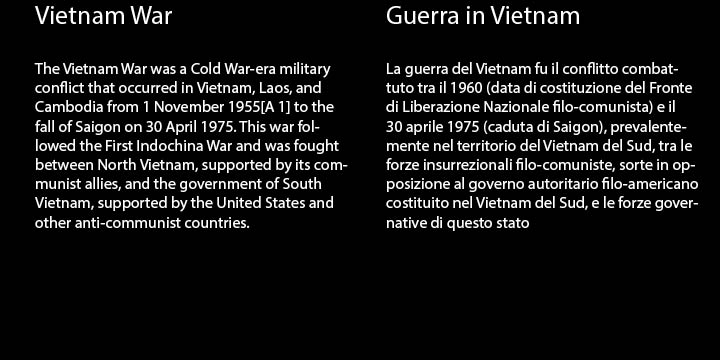 Vietnam War
The Vietnam War was a Cold War-era military
conflict that occurred in Vietnam, Laos, and
Cambodia from 1 November 1955[A 1] to the
fall of Saigon on 30 April 1975. This war fol-
lowed the First Indochina War and was fought
between North Vietnam, supported by its com-
munist allies, and the government of South
Vietnam, supported by the United States and
other anti-communist countries.
Guerra in Vietnam
La guerra del Vietnam fu il conflitto combat-
tuto tra il 1960 (data di costituzione del Fronte
di Liberazione Nazionale filo-comunista) e il
30 aprile 1975 (caduta di Saigon), prevalente-
mente nel territorio del Vietnam del Sud, tra le
forze insurrezionali filo-comuniste, sorte in op-
posizione al governo autoritario filo-americano
costituito nel Vietnam del Sud, e le forze gover-
native di questo stato